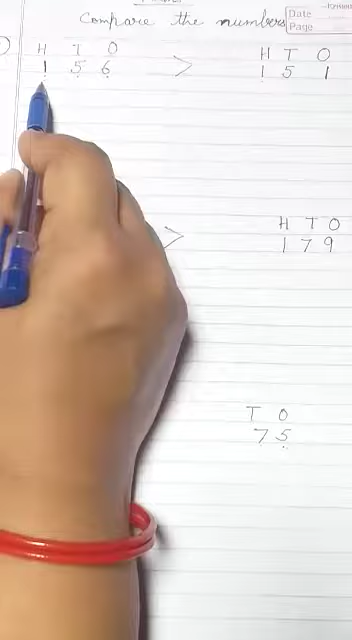 Compare the numbers
Date
Page
H T O H T O
1 5 6 > 1 5 1
> H T O
1 7 9
T O
7 5